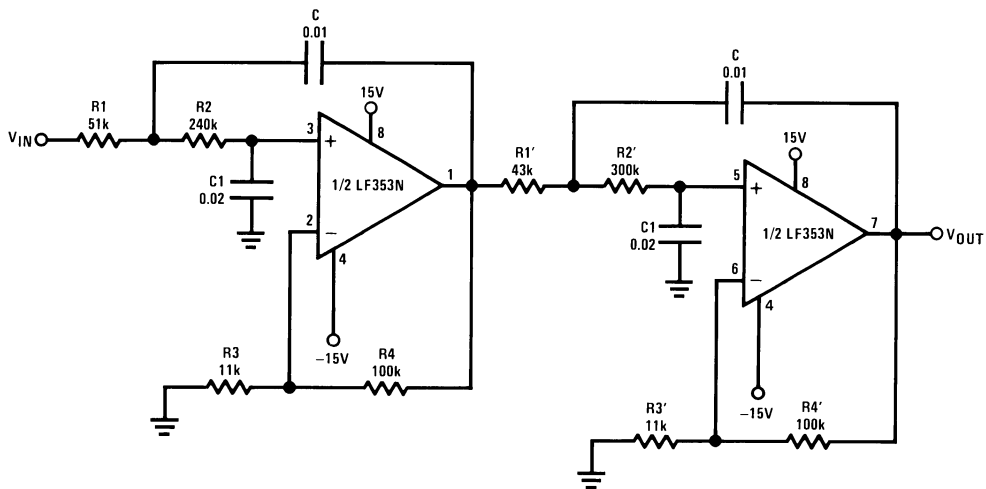 C
0.01
C
0.01
R1
51k
R2
240k
15V
8
VIN
3
+
C1
0.02
1/2 LF353N
1
R1'
43k
R2'
300k
15V
8
2
−
4
5
+
C1
0.02
1/2 LF353N
7
VOUT
6
−
4
−15V
R3
11k
R4
100k
−15V
R3'
11k
R4'
100k